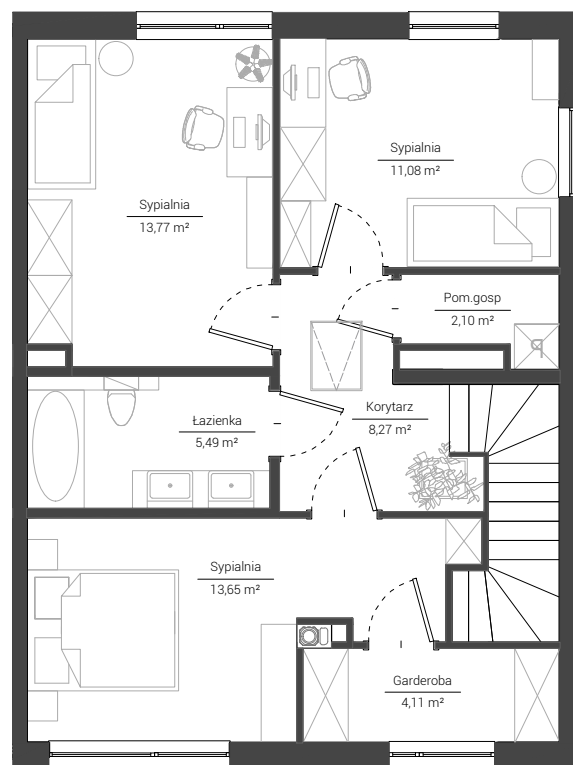 Sypialnia
11,08 m²
Sypialnia
13,77 m²
Pom.gosp
2,10 m²
Korytarz
8,27 m²
Łazienka
5,49 m²
Sypialnia
13,65 m²
Garderoba
4,11 m²